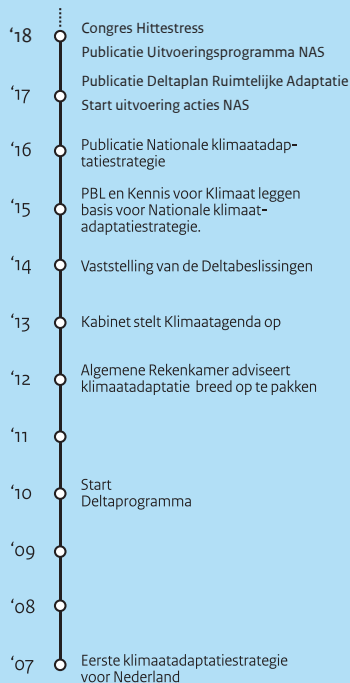 ‘18
Congres Hittestress
Publicatie Uitvoeringsprogramma NAS
‘17
Publicatie Deltaplan Ruimtelijke Adaptatie
Start uitvoering acties NAS
‘16
Publicatie Nationale klimaatadap-
tatiestrategie
‘15
PBL en Kennis voor Klimaat leggen
basis voor Nationale klimaat-
adaptatiestrategie.
‘14
Vaststelling van de Deltabeslissingen
‘13
Kabinet stelt Klimaatagenda op
‘12
Algemene Rekenkamer adviseert
klimaatadaptatie breed op te pakken
‘11
‘10
Start
Deltaprogramma
‘09
‘08
‘07
Eerste klimaatadaptatiestrategie
voor Nederland